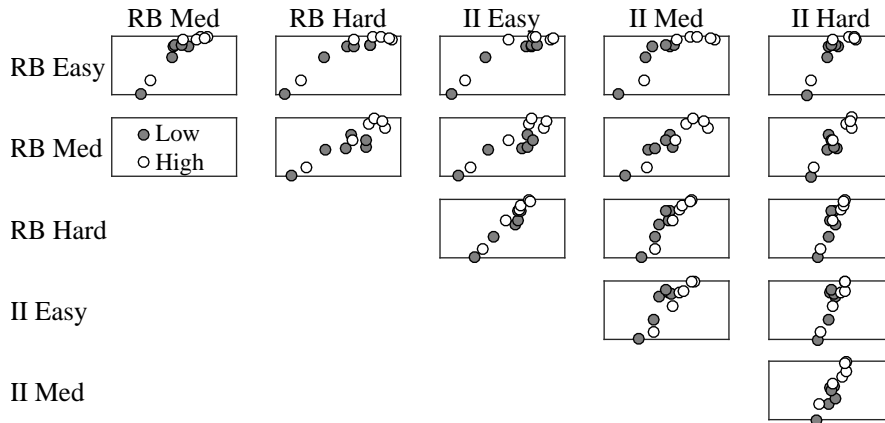 RB Med RB Hard II Easy II Med II Hard
RB Easy
RB Med
Low
High
RB Hard
II Easy
II Med